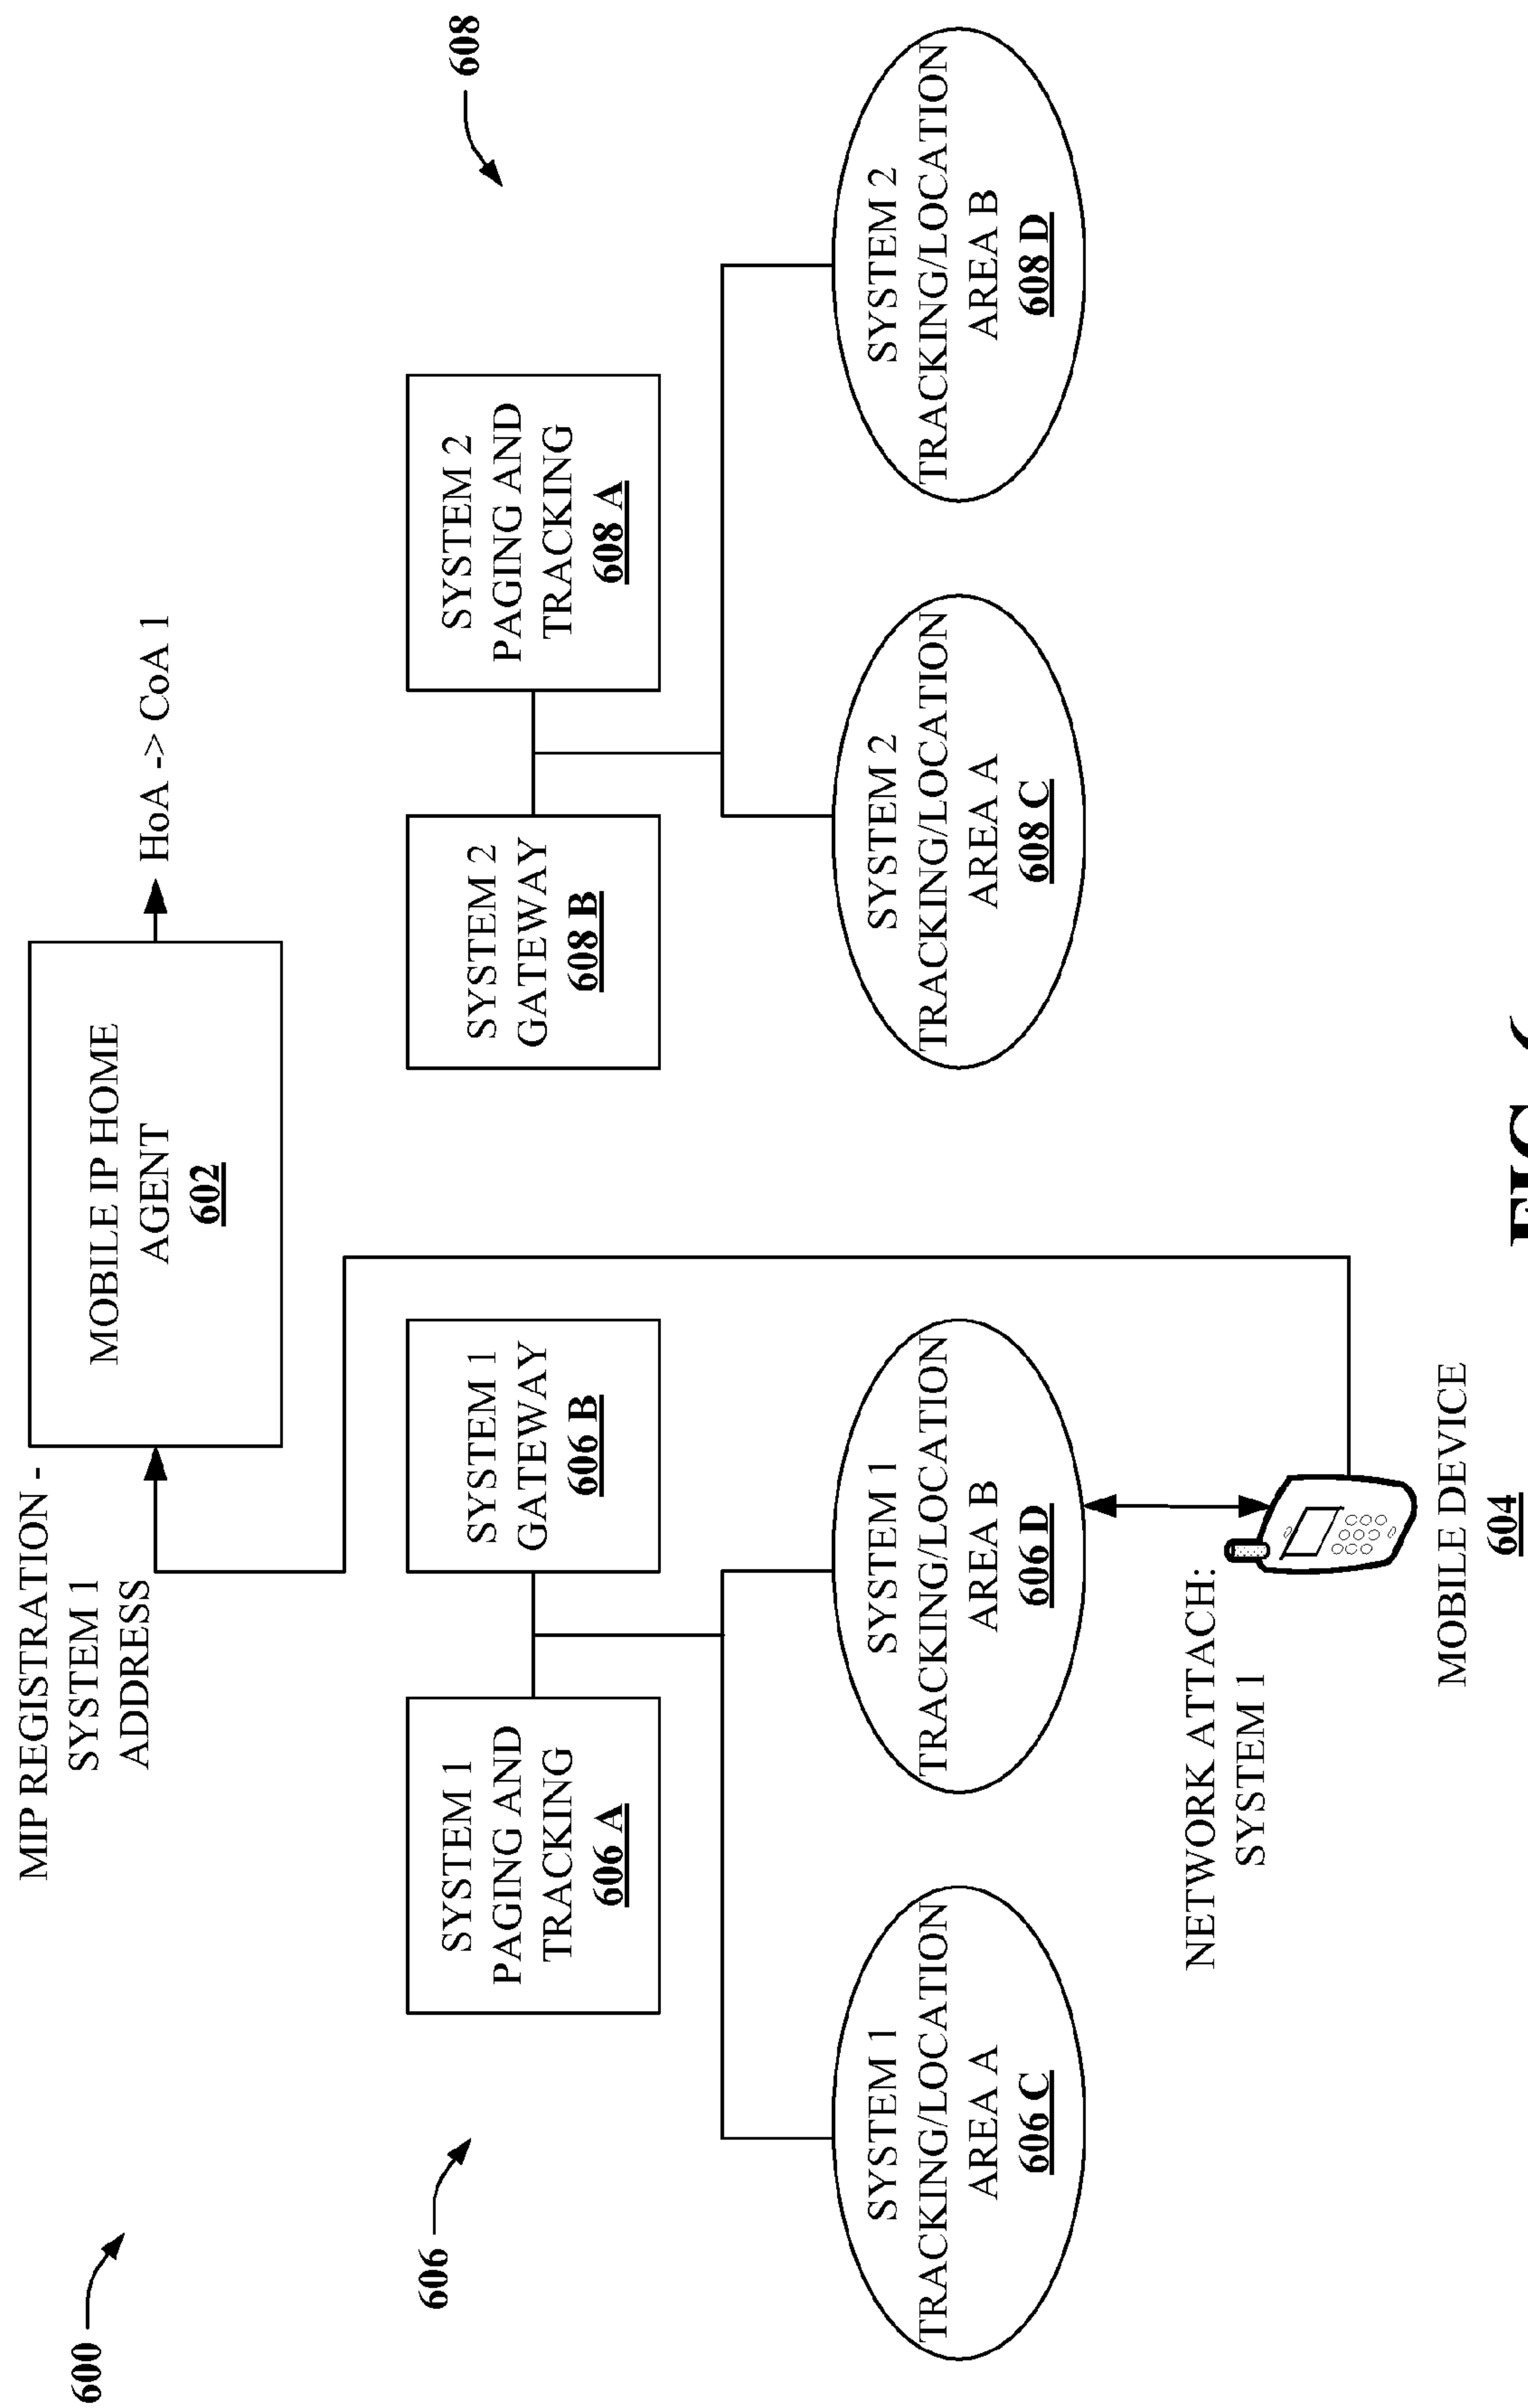 600
MIP REGISTRATION -
SYSTEM 1
ADDRESS
MOBILE IP HOME
AGENT
602
HoA -> CoA 1
606
SYSTEM 1
PAGING AND
TRACKING
606 A
SYSTEM 1
GATEWAY
606 B
SYSTEM 2
GATEWAY
608 B
SYSTEM 2
PAGING AND
TRACKING
608 A
608
SYSTEM 1
TRACKING/LOCATION
AREA A
606 C
SYSTEM 1
TRACKING/LOCATION
AREA B
606 D
SYSTEM 2
TRACKING/LOCATION
AREA A
608 C
SYSTEM 2
TRACKING/LOCATION
AREA B
608 D
NETWORK ATTACH:
SYSTEM 1
MOBILE DEVICE
604